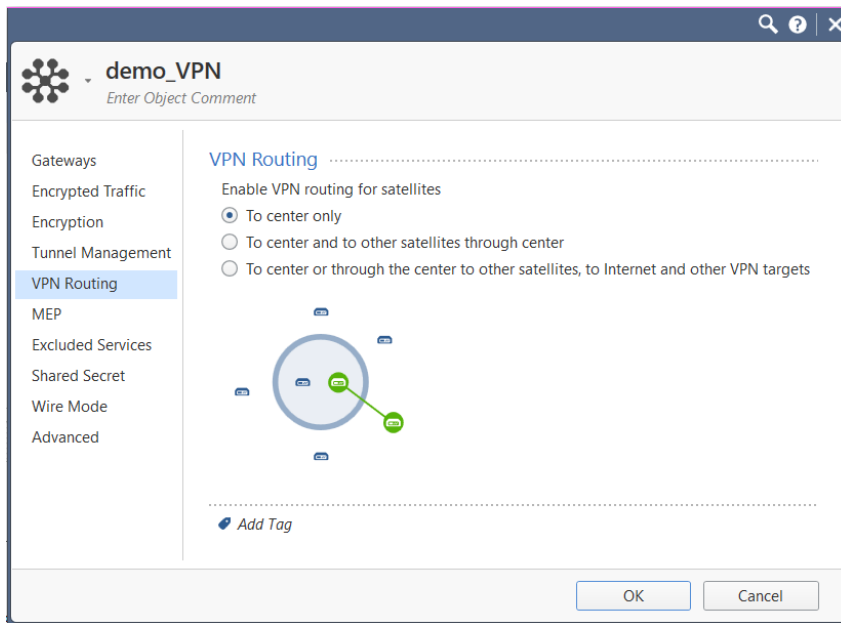 demo_VPN
Enter Object Comment
Gateways
Encrypted Traffic
Encryption
Tunnel Management
VPN Routing
MEP
Excluded Services
Shared Secret
Wire Mode
Advanced
VPN Routing
Enable VPN routing for satellites
To center only
To center and to other satellites through center
To center or through the center to other satellites, to Internet and other VPN targets
Add Tag
OK
Cancel